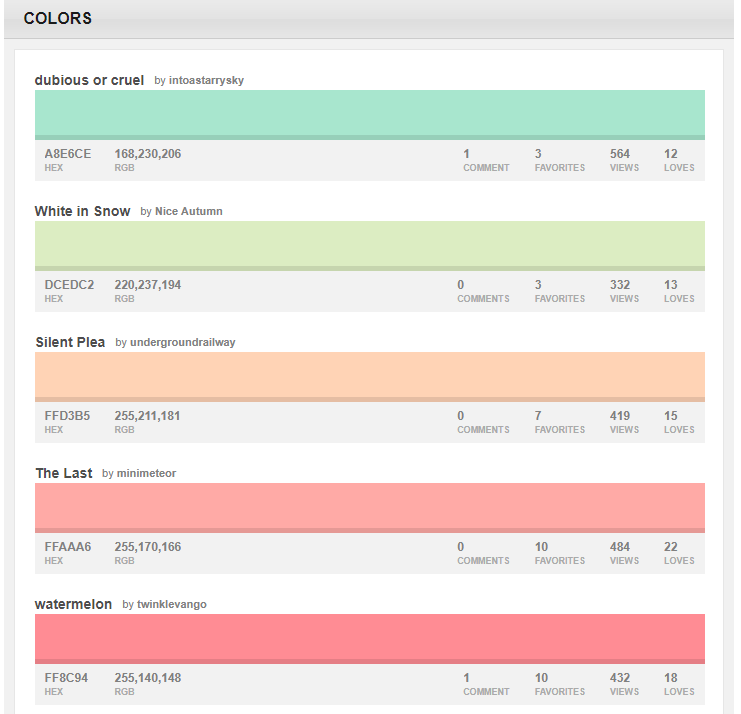 COLORS
dubious or cruel by intoastarrysky
A8E6CE 168,230,206 1 3 564 12
HEX RGB COMMENT FAVORITES VIEWS LOVES
White in Snow by Nice Autumn
DCEDC2 220,237,194 0 3 332 13
HEX RGB COMMENTS FAVORITES VIEWS LOVES
Silent Plea by undergroundrailway
FFD3B5 255,211,181 0 7 419 15
HEX RGB COMMENTS FAVORITES VIEWS LOVES
The Last by minimeteor
FFAAA6 255,170,166 0 10 484 22
HEX RGB COMMENTS FAVORITES VIEWS LOVES
watermelon by twinklevango
FF8C94 255,140,148 1 10 432 18
HEX RGB COMMENT FAVORITES VIEWS LOVES